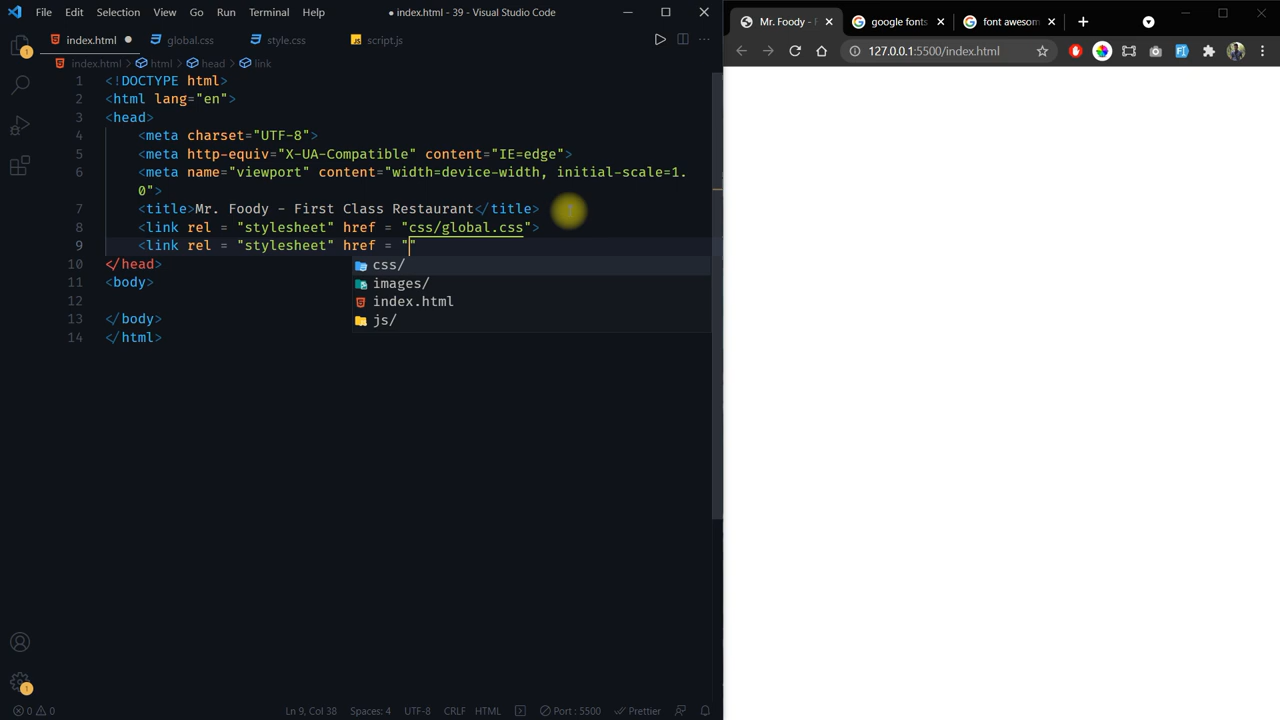 File Edit Selection View Go Run Terminal Help
● index.html - 39 - Visual Studio Code
index.html ●
global.css
style.css
script.js
index.html > html > head > link
1 <!DOCTYPE html>
2 <html lang="en">
3 <head>
4 <meta charset="UTF-8">
5 <meta http-equiv="X-UA-Compatible" content="IE=edge">
6 <meta name="viewport" content="width=device-width, initial-scale=1.
0">
7 <title>Mr. Foody - First Class Restaurant</title>
8 <link rel = "stylesheet" href = "css/global.css">
9 <link rel = "stylesheet" href = ""
10 </head>
11 <body>
12
13 </body>
14 </html>
css/
images/
index.html
js/
1
1
0 0
Ln 9, Col 38
Spaces: 4
UTF-8
CRLF
HTML
Port : 5500
Prettier
Mr. Foody - F
google fonts
font awesom
127.0.0.1:5500/index.html